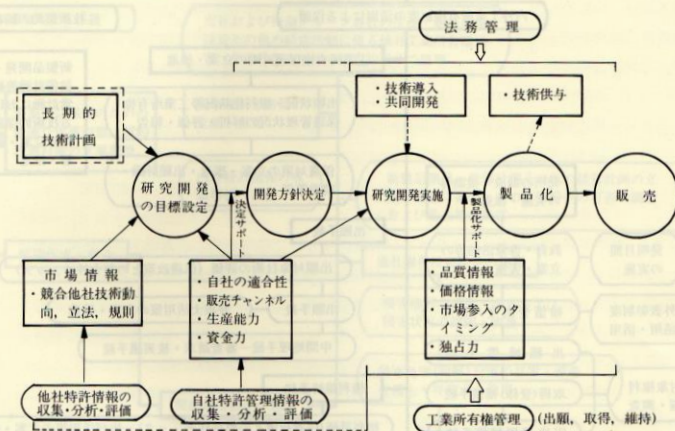 法務管理
・技術導入
・共同開発
・技術供与
長期的
技術計画
研究開発
の目標設定
開発方針決定
研究開発実施
製品化
販売
決定サポート
製品化サポート
市場情報
・競合他社技術動
向,立法,規則
・自社の適合性
・販売チャンネル
・生産能力
・資金力
・品質情報
・価格情報
・市場参入のタ
イミング
・独占力
他社特許情報の
収集・分析・評価
自社特許管理情報の
収集・分析・評価
工業所有権管理 (出願,取得,維持)